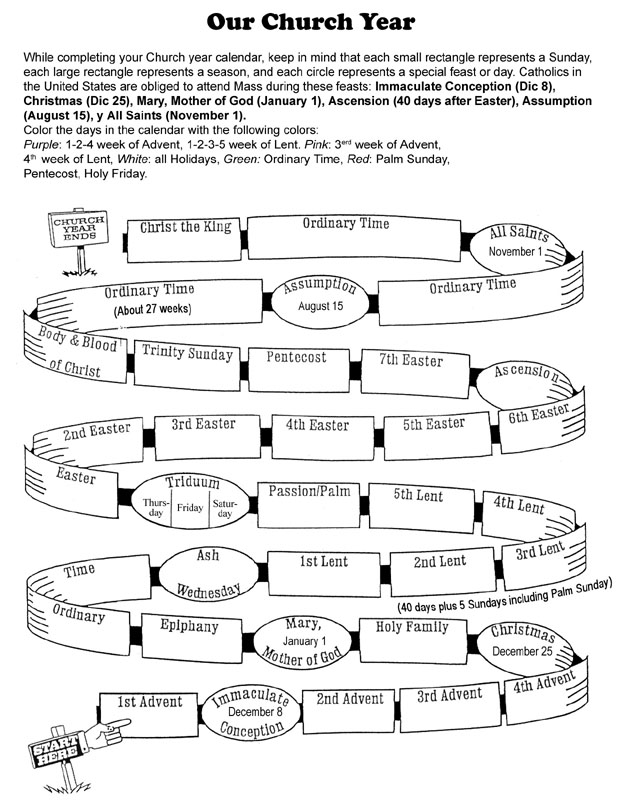 Our Church Year
While completing your Church year calendar, keep in mind that each small rectangle represents a Sunday,
each large rectangle represents a season, and each circle represents a special feast or day. Catholics in
the United States are obliged to attend Mass during these feasts: Immaculate Conception (Dic 8),
Christmas (Dic 25), Mary, Mother of God (January 1), Ascension (40 days after Easter), Assumption
(August 15), y All Saints (November 1).
Color the days in the calendar with the following colors:
Purple: 1-2-4 week of Advent, 1-2-3-5 week of Lent. Pink: 3erd week of Advent,
4th week of Lent, White: all Holidays, Green: Ordinary Time, Red: Palm Sunday,
Pentecost, Holy Friday.
CHURCH
YEAR
ENDS
Christ the King
Ordinary Time
All Saints
November 1
Ordinary Time
(About 27 weeks)
Assumption
August 15
Ordinary Time
Body & Blood
of Christ
Trinity Sunday
Pentecost
7th Easter
Ascension
2nd Easter
3rd Easter
4th Easter
5th Easter
6th Easter
Easter
Triduum
Thurs-
day
Friday
Satur-
day
Passion/Palm
5th Lent
4th Lent
Time
Ash
Wednesday
1st Lent
2nd Lent
3rd Lent
(40 days plus 5 Sundays including Palm Sunday)
Ordinary
Epiphany
Mary,
January 1
Mother of God
Holy Family
Christmas
December 25
1st Advent
Immaculate
December 8
Conception
2nd Advent
3rd Advent
4th Advent
START
HERE